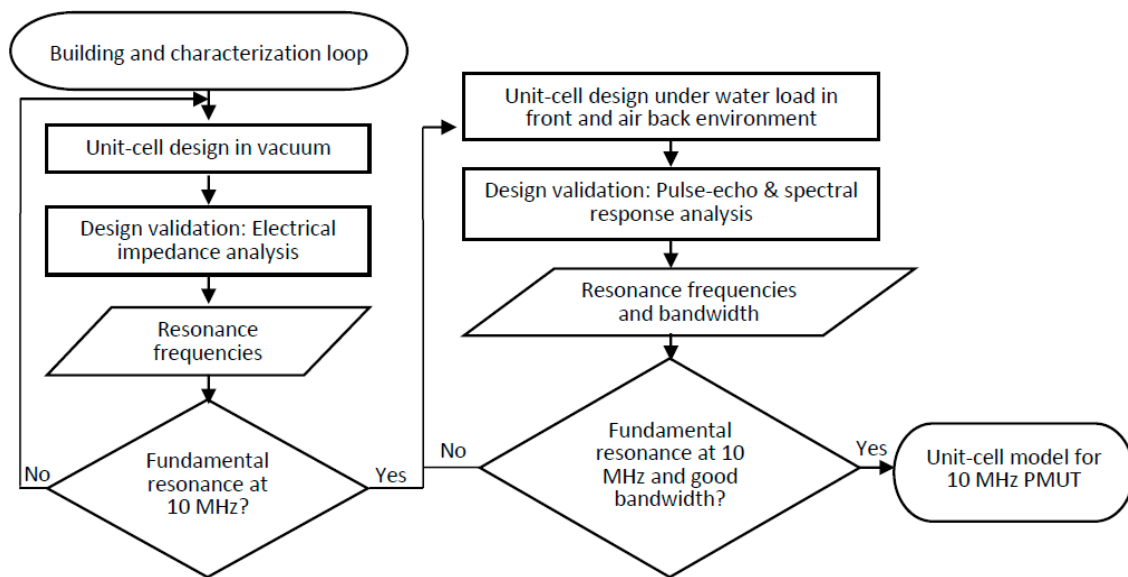 Building and characterization loop
Unit-cell design in vacuum
Design validation: Electrical
impedance analysis
Resonance
frequencies
Fundamental
resonance at
10 MHz?
No
Yes
Unit-cell design under water load in
front and air back environment
Design validation: Pulse-echo & spectral
response analysis
Resonance frequencies
and bandwidth
Fundamental
resonance at 10
MHz and good
bandwidth?
No
Yes
Unit-cell model for
10 MHz PMUT